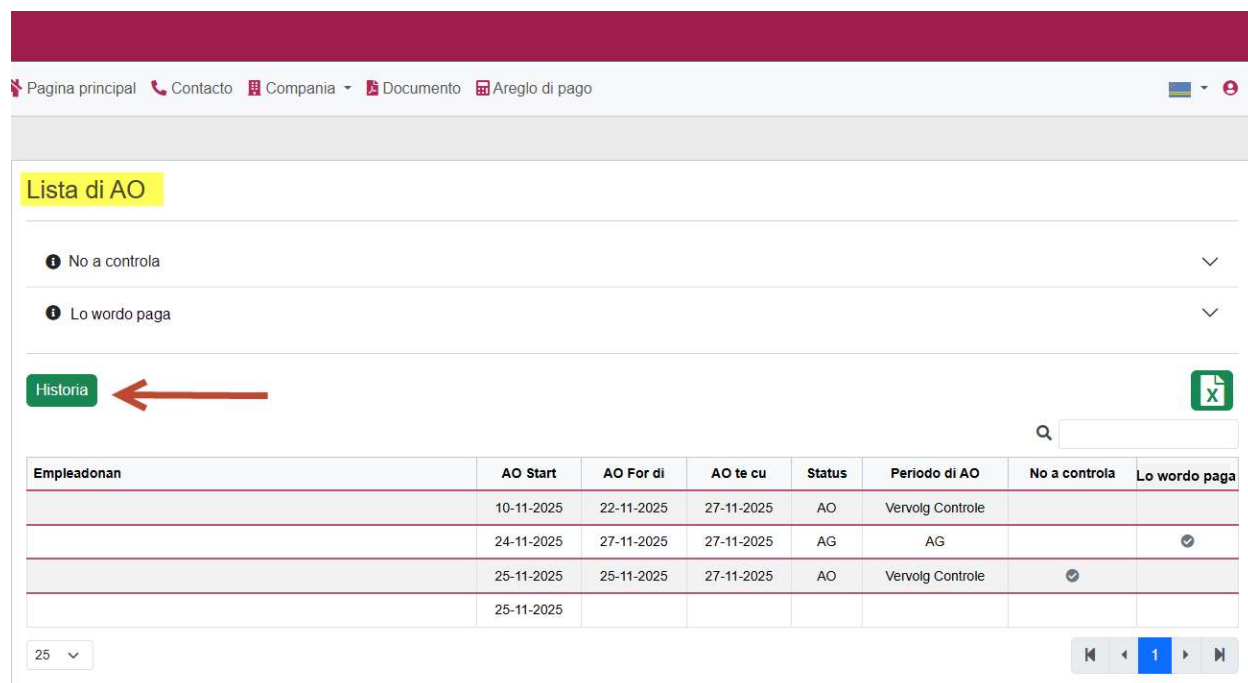 Pagina principal Contacto Compania Documento Areglo di pago
Lista di AO
No a controla
Lo wordo paga
Historia
Empleadonan AO Start AO For di AO te cu Status Periodo di AO No a controla Lo wordo paga
10-11-2025 22-11-2025 27-11-2025 AO Vervolg Controle
24-11-2025 27-11-2025 27-11-2025 AG AG
25-11-2025 25-11-2025 27-11-2025 AO Vervolg Controle
25-11-2025
25 1